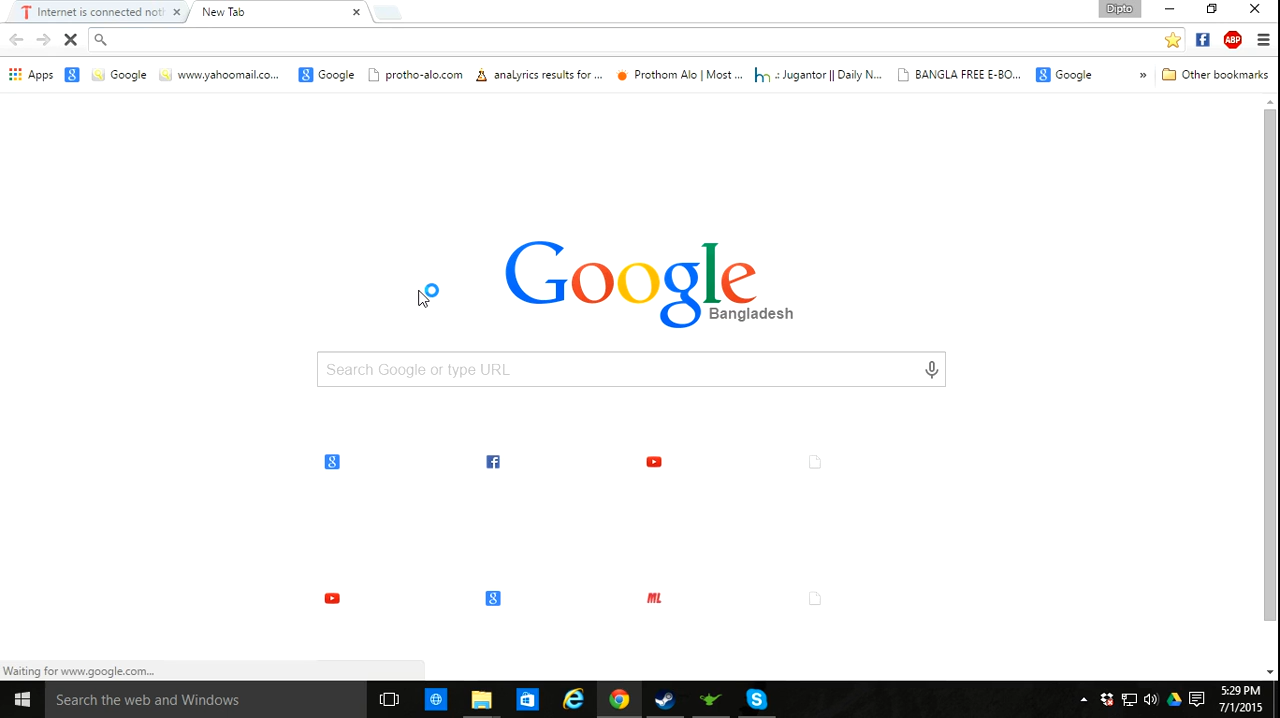 Internet is connected noth
New Tab
Dipto
Apps
Google
www.yahoomail.co...
Google
protho-alo.com
anaLyrics results for ...
Prothom Alo | Most ...
.: Jugantor || Daily N...
BANGLA FREE E-BO...
Google
»
Other bookmarks
ABP
Google
Bangladesh
Search Google or type URL
ML
Waiting for www.google.com...
Search the web and Windows
5:29 PM
7/1/2015